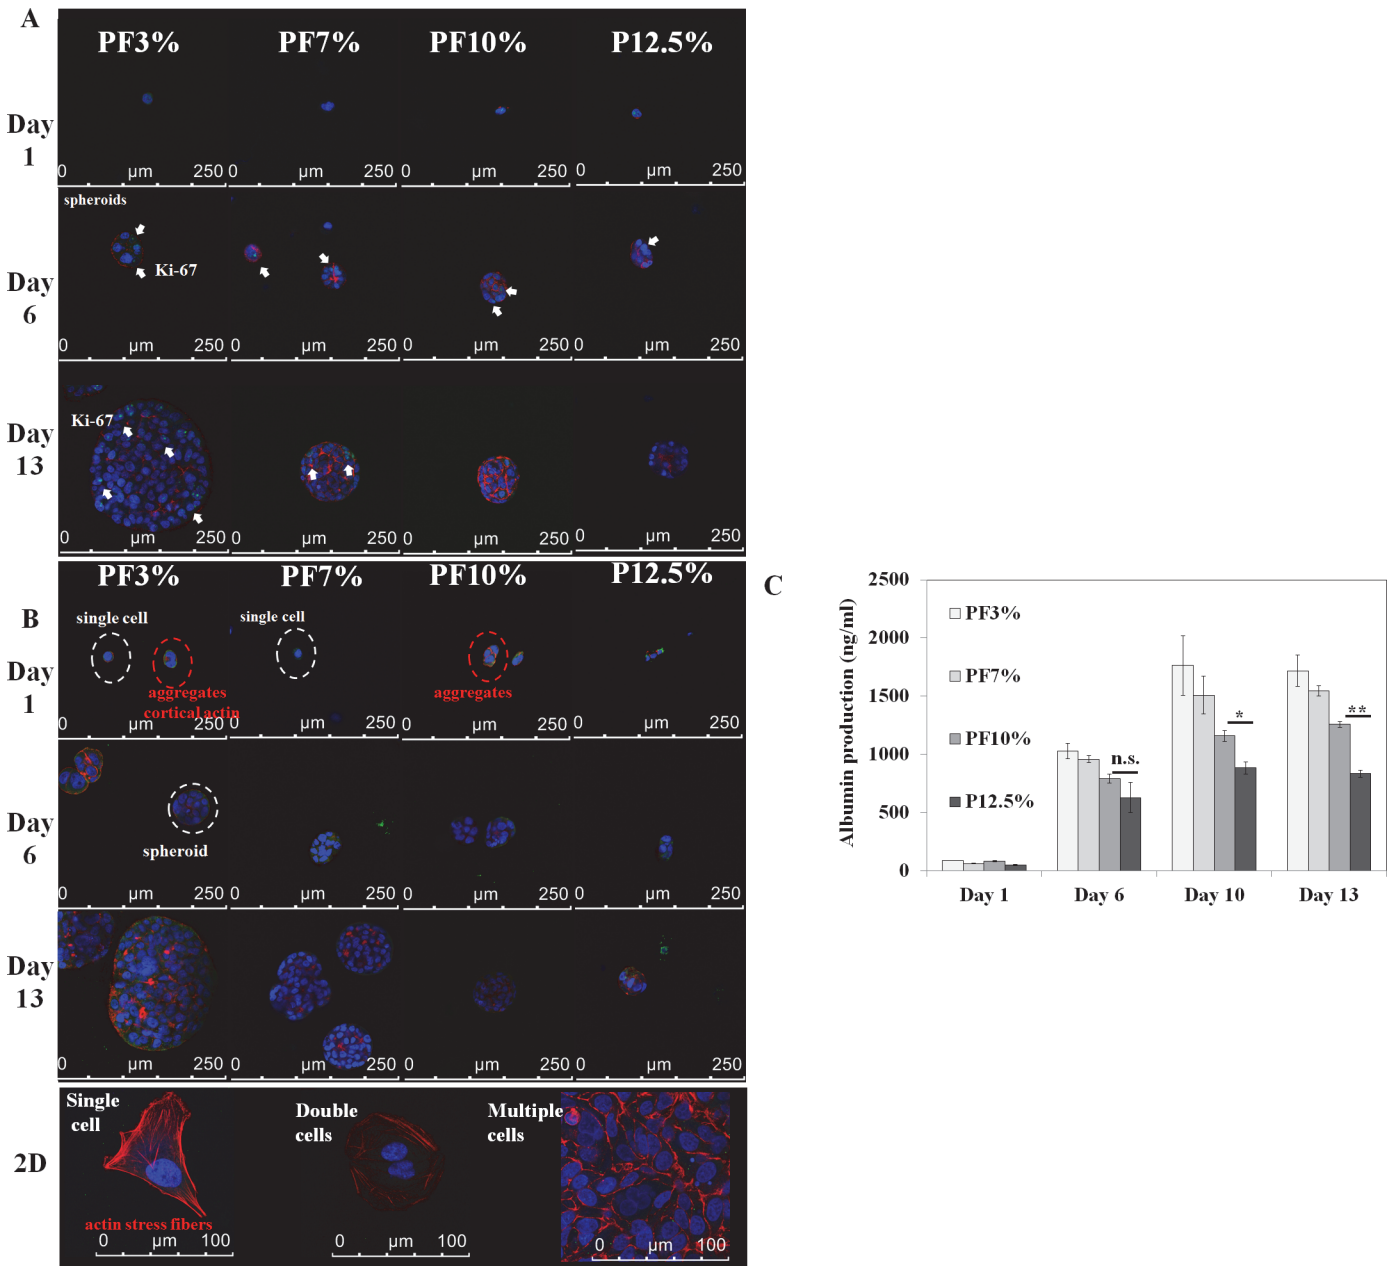 A
PF3% PF7% PF10% P12.5%
Day
1
0 µm 250 0 µm 250 0 µm 250 0 µm 250
spheroids
Ki-67
Day
6
0 µm 250 0 µm 250 0 µm 250 0 µm 250
Ki-67
Day
13
0 µm 250 0 µm 250 0 µm 250 0 µm 250
PF3% PF7% PF10% P12.5%
B
single cell single cell
Day
1
aggregates
cortical actin
aggregates
0 µm 250 0 µm 250 0 µm 250 0 µm 250
Day
6
spheroid
0 µm 250 0 µm 250 0 µm 250 0 µm 250
Day
13
0 µm 250 0 µm 250 0 µm 250 0 µm 250
2D
Single
cell
actin stress fibers
0 µm 100
Double
cells
0 µm 100
Multiple
cells
0 µm 100
C
Albumin production (ng/ml)
2500
2000
1500
1000
500
0
PF3%
PF7%
PF10%
P12.5%
n.s.
*
**
Day 1 Day 6 Day 10 Day 13